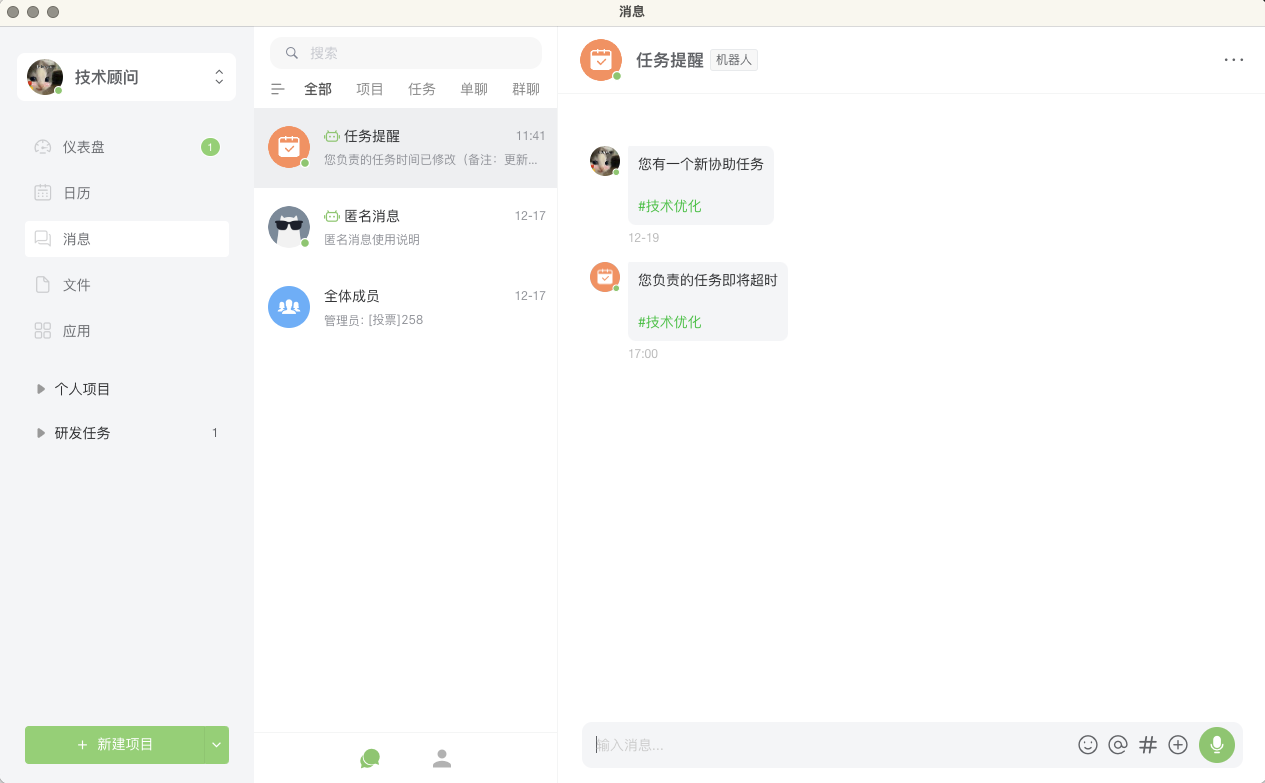 消息
技术顾问
仪表盘
1
日历
消息
文件
应用
个人项目
研发任务
1
新建项目
搜索
全部
项目
任务
单聊
群聊
任务提醒
11:41
您负责的任务时间已修改（备注：更新...
匿名消息
12-17
匿名消息使用说明
全体成员
12-17
管理员: [投票]258
任务提醒
机器人
您有一个新协助任务
#技术优化
12-19
您负责的任务即将超时
#技术优化
17:00
输入消息...